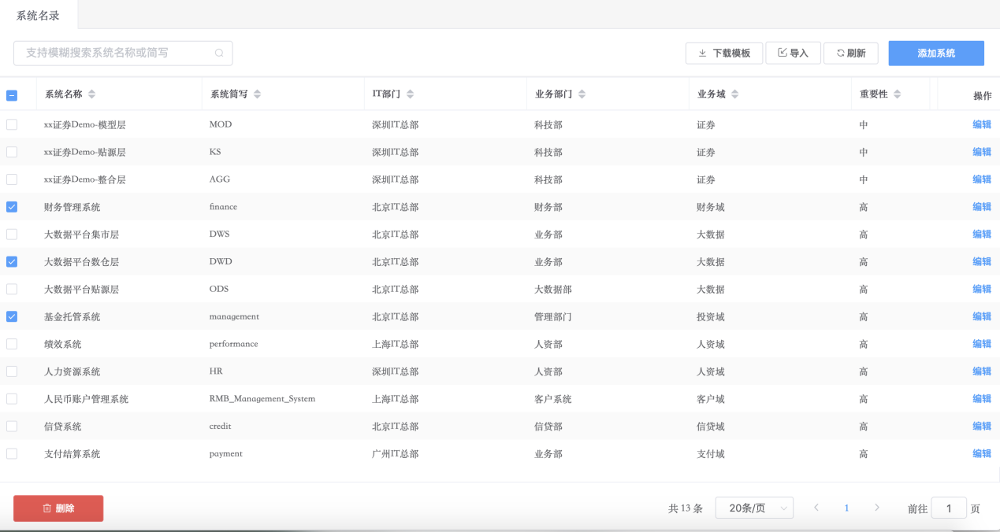 系统名录
支持模糊搜索系统名称或简写 下载模板 导入 刷新 添加系统
系统名称 系统简写 IT部门 业务部门 业务域 重要性 操作
xx证券Demo-模型层 MOD 深圳IT总部 科技部 证券 中 编辑
xx证券Demo-贴源层 KS 深圳IT总部 科技部 证券 中 编辑
xx证券Demo-整合层 AGG 深圳IT总部 科技部 证券 中 编辑
财务管理系统 finance 北京IT总部 财务部 财务域 高 编辑
大数据平台集市层 DWS 北京IT总部 业务部 大数据 高 编辑
大数据平台数仓层 DWD 北京IT总部 业务部 大数据 高 编辑
大数据平台贴源层 ODS 北京IT总部 大数据部 大数据 高 编辑
基金托管系统 management 北京IT总部 管理部门 投资域 高 编辑
绩效系统 performance 上海IT总部 人资部 人资域 高 编辑
人力资源系统 HR 深圳IT总部 人资部 人资域 高 编辑
人民币账户管理系统 RMB_Management_System 上海IT总部 客户系统 客户域 高 编辑
信贷系统 credit 北京IT总部 信贷部 信贷域 高 编辑
支付结算系统 payment 广州IT总部 业务部 支付域 高 编辑
删除 共 13 条 20条/页 1 前往 1 页